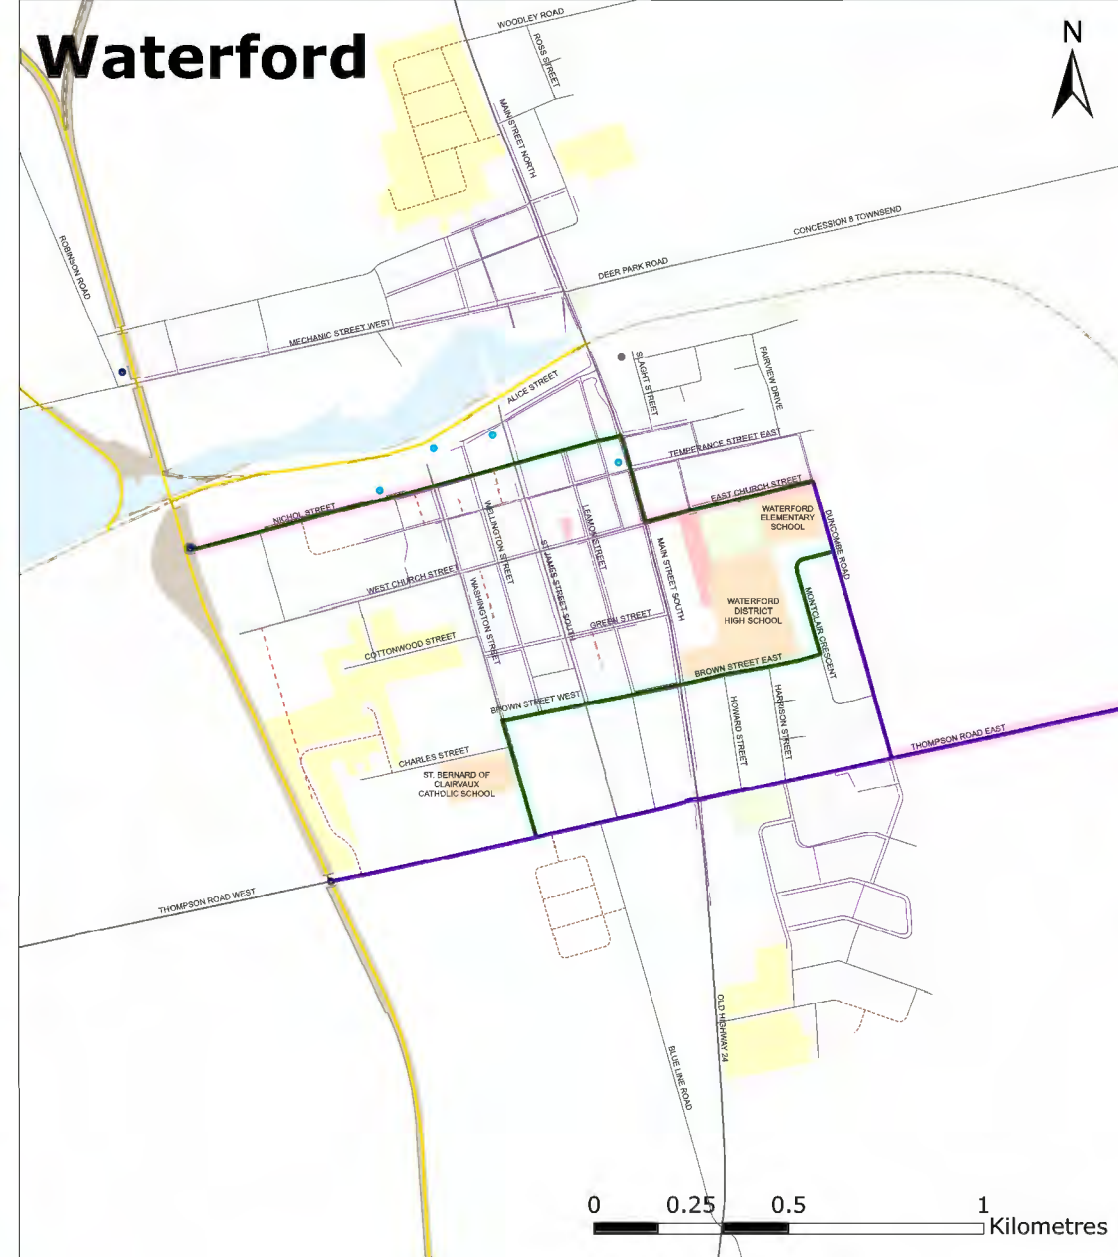 Waterford
N
WOODLEY ROAD
ROSS STREET
MAIN STREET NORTH
CONCESSION 8 TOWNSEND
DEER PARK ROAD
ROBINSON ROAD
MECHANIC STREET WEST
SLAGHT STREET
FAIRVIEW DRIVE
ALICE STREET
TEMPERANCE STREET EAST
EAST CHURCH STREET
NICHOL STREET
WATERFORD
ELEMENTARY
SCHOOL
DUNCOMBE ROAD
WELLINGTON STREET
LEAMON STREET
ST. JAMES STREET SOUTH
MAIN STREET SOUTH
WEST CHURCH STREET
WASHINGTON STREET
WATERFORD
DISTRICT
HIGH SCHOOL
MONTCLAIR CRESCENT
GREEN STREET
COTTONWOOD STREET
BROWN STREET EAST
BROWN STREET WEST
HOWARD STREET
HARRISON STREET
THOMPSON ROAD EAST
CHARLES STREET
ST. BERNARD OF
CLAIRVAUX
CATHOLIC SCHOOL
THOMPSON ROAD WEST
OLD HIGHWAY 24
BLUE LINE ROAD
0 0.25 0.5 1
Kilometres